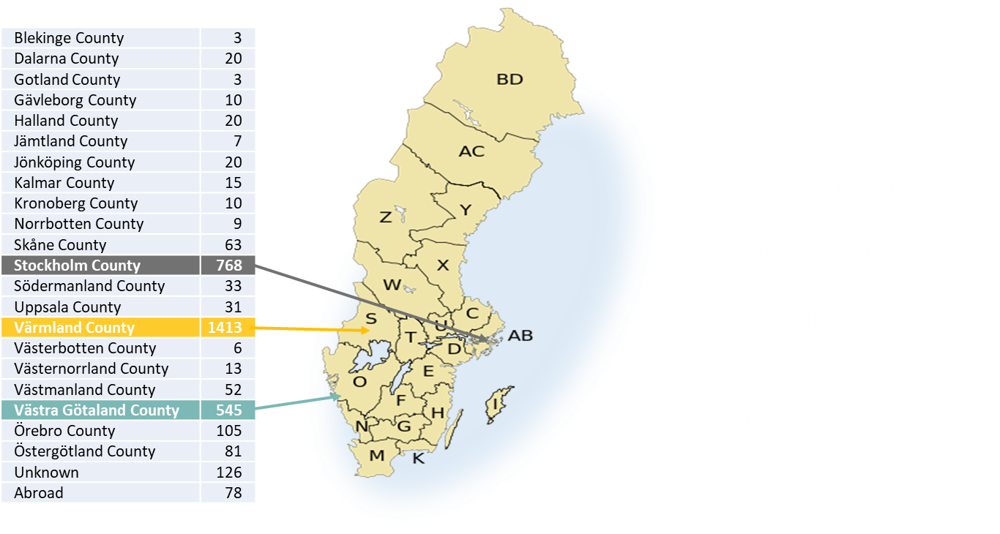 Blekinge County 3
Dalarna County 20
Gotland County 3
Gävleborg County 10
Halland County 20
Jämtland County 7
Jönköping County 20
Kalmar County 15
Kronoberg County 10
Norrbotten County 9
Skåne County 63
Stockholm County 768
Södermanland County 33
Uppsala County 31
Värmland County 1413
Västerbotten County 6
Västernorrland County 13
Västmanland County 52
Västra Götaland County 545
Örebro County 105
Östergötland County 81
Unknown 126
Abroad 78
BD
AC
Y
Z
X
W
C
S
U
AB
T
D
E
O
F
I
H
N
G
M
K